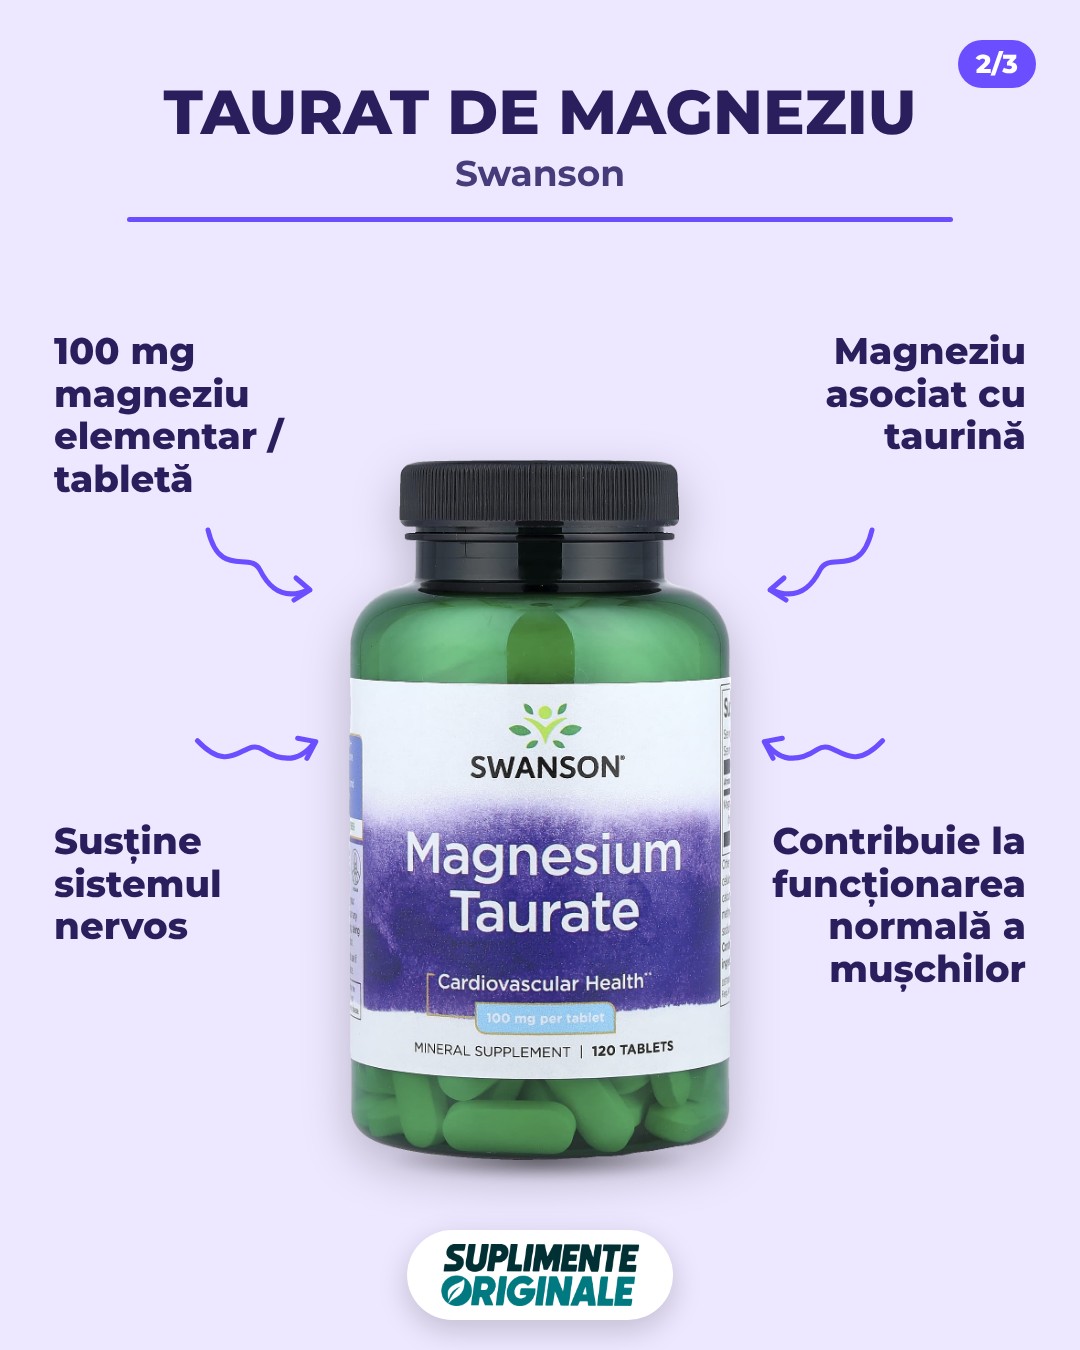 2/3
TAURAT DE MAGNEZIU
Swanson
100 mg
magneziu
elementar /
tabletă
Magneziu
asociat cu
taurină
SWANSON
Magnesium
Taurate
Cardiovascular Health
100 mg per tablet
MINERAL SUPPLEMENT | 120 TABLETS
Susține
sistemul
nervos
Contribuie la
funcționarea
normală a
mușchilor
SUPLIMENTE
ORIGINALE